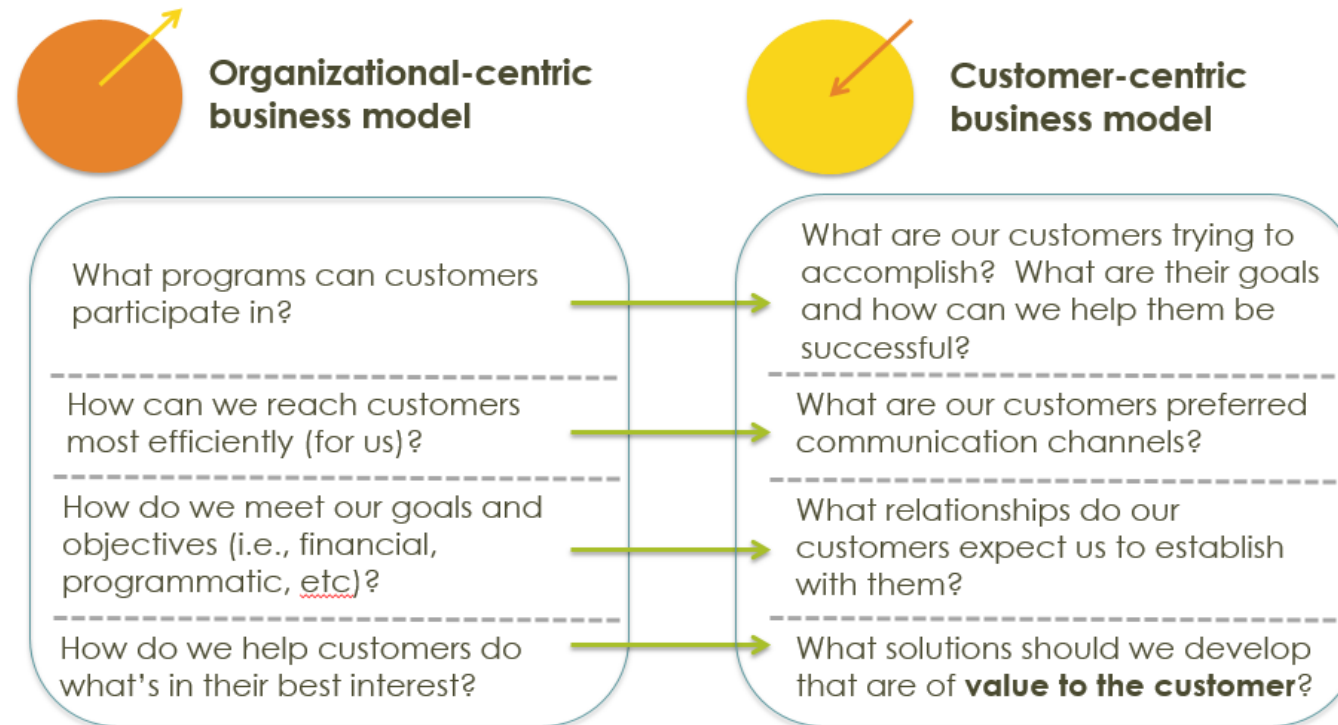 Organizational-centric
business model
Customer-centric
business model
What programs can customers
participate in?
What are our customers trying to
accomplish?  What are their goals
and how can we help them be
successful?
How can we reach customers
most efficiently (for us)?
What are our customers preferred
communication channels?
How do we meet our goals and
objectives (i.e., financial,
programmatic, etc)?
What relationships do our
customers expect us to establish
with them?
How do we help customers do
what's in their best interest?
What solutions should we develop
that are of value to the customer?